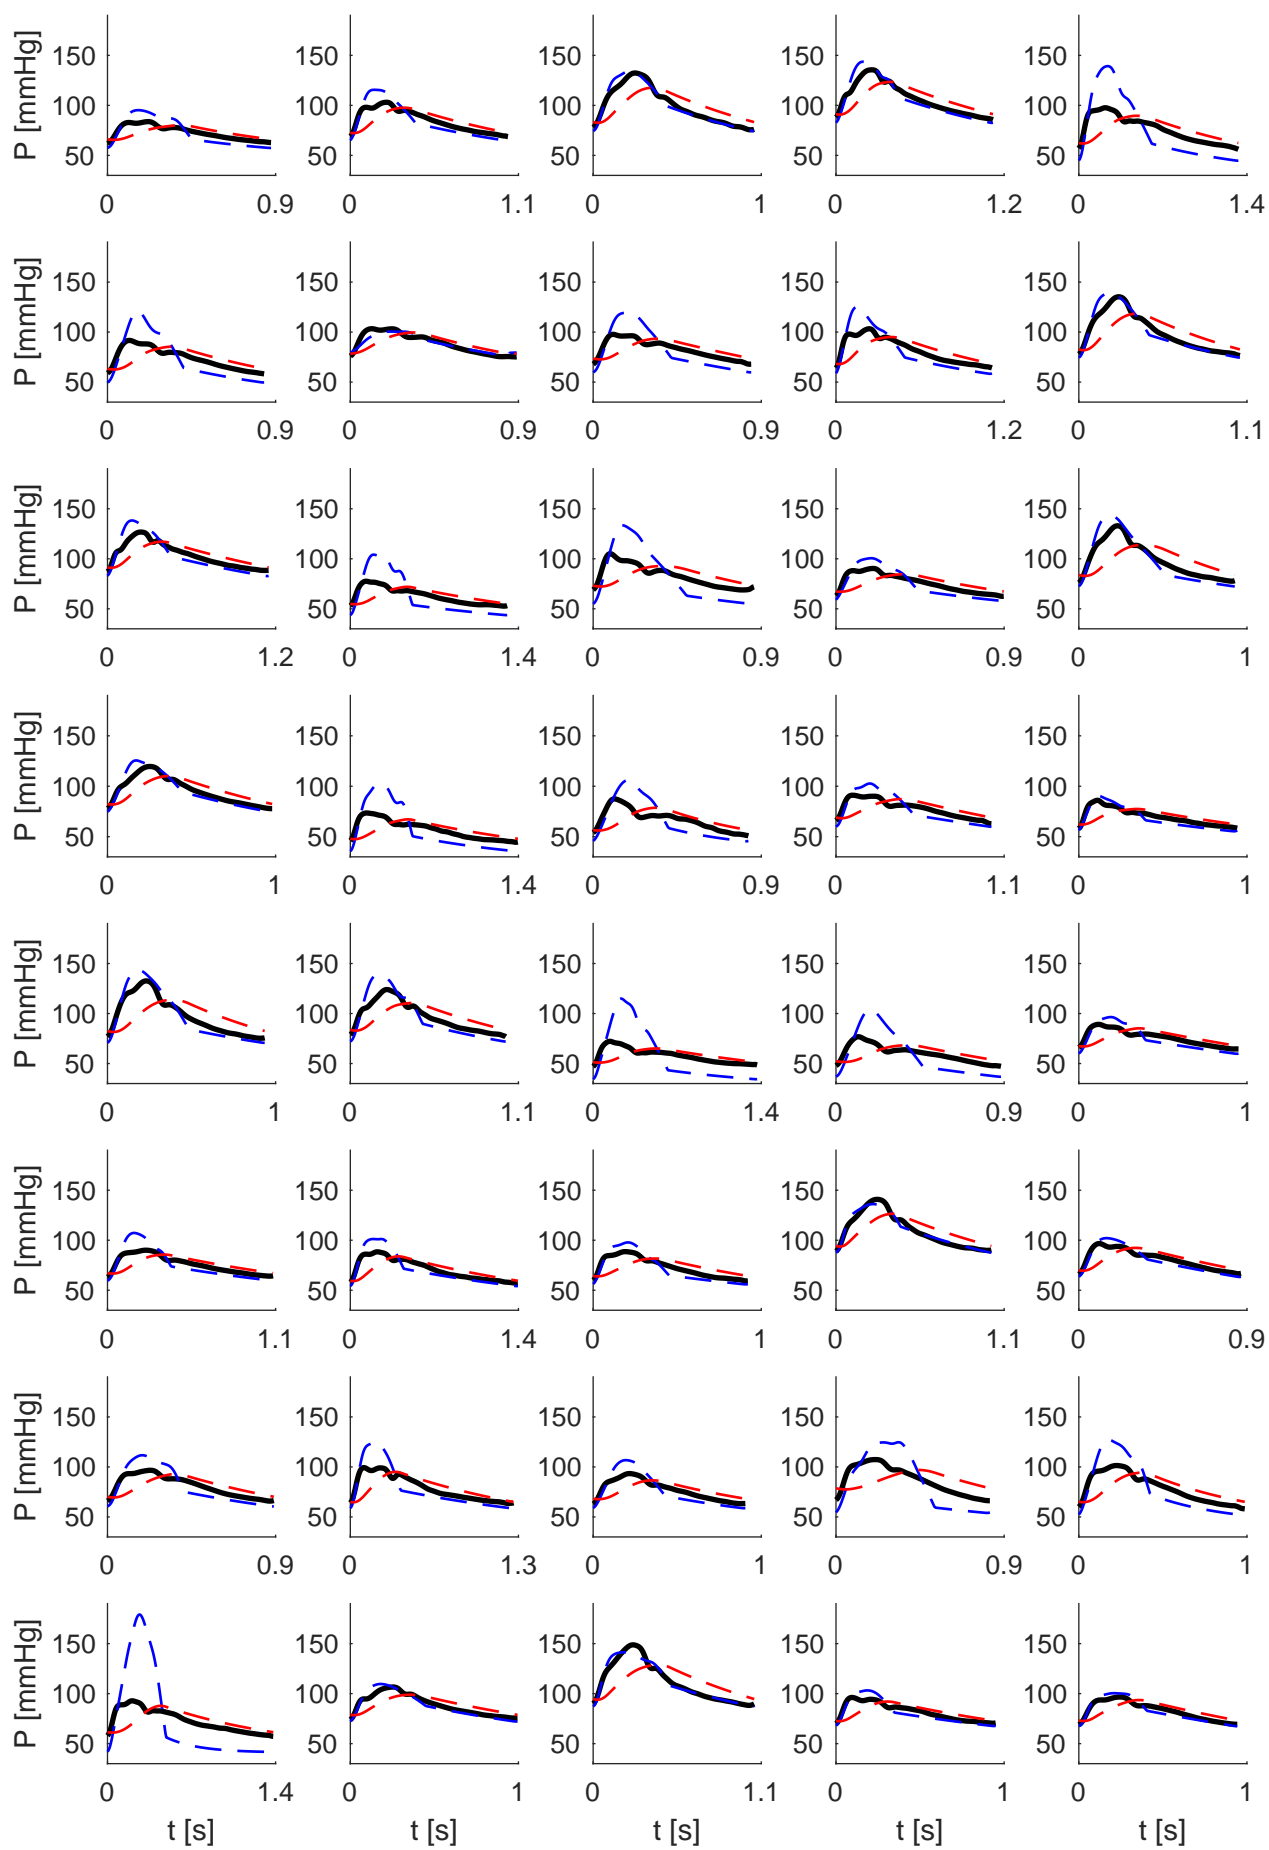 P [mmHg] 150 100 50 150 100 50 150 100 50 150 100 50 150 100 50
0 0.9 0 1.1 0 1 0 1.2 0 1.4
P [mmHg] 150 100 50 150 100 50 150 100 50 150 100 50 150 100 50
0 0.9 0 0.9 0 0.9 0 1.2 0 1.1
P [mmHg] 150 100 50 150 100 50 150 100 50 150 100 50 150 100 50
0 1.2 0 1.4 0 0.9 0 0.9 0 1
P [mmHg] 150 100 50 150 100 50 150 100 50 150 100 50 150 100 50
0 1 0 1.4 0 0.9 0 1.1 0 1
P [mmHg] 150 100 50 150 100 50 150 100 50 150 100 50 150 100 50
0 1 0 1.1 0 1.4 0 0.9 0 1
P [mmHg] 150 100 50 150 100 50 150 100 50 150 100 50 150 100 50
0 1.1 0 1.4 0 1 0 1.1 0 0.9
P [mmHg] 150 100 50 150 100 50 150 100 50 150 100 50 150 100 50
0 0.9 0 1.3 0 1 0 0.9 0 1
P [mmHg] 150 100 50 150 100 50 150 100 50 150 100 50 150 100 50
0 1.4 0 1 0 1.1 0 1 0 1
t [s] t [s] t [s] t [s] t [s]